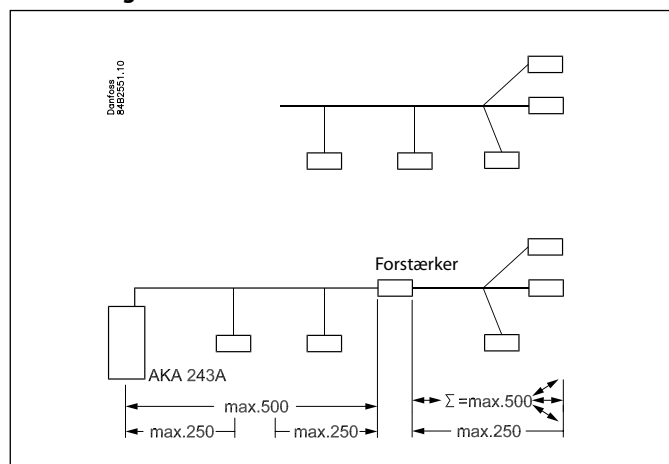 Danfoss
84B2551.10
Forstærker
AKA 243A
max.500
Σ =max.500
max.250
max.250
max.250